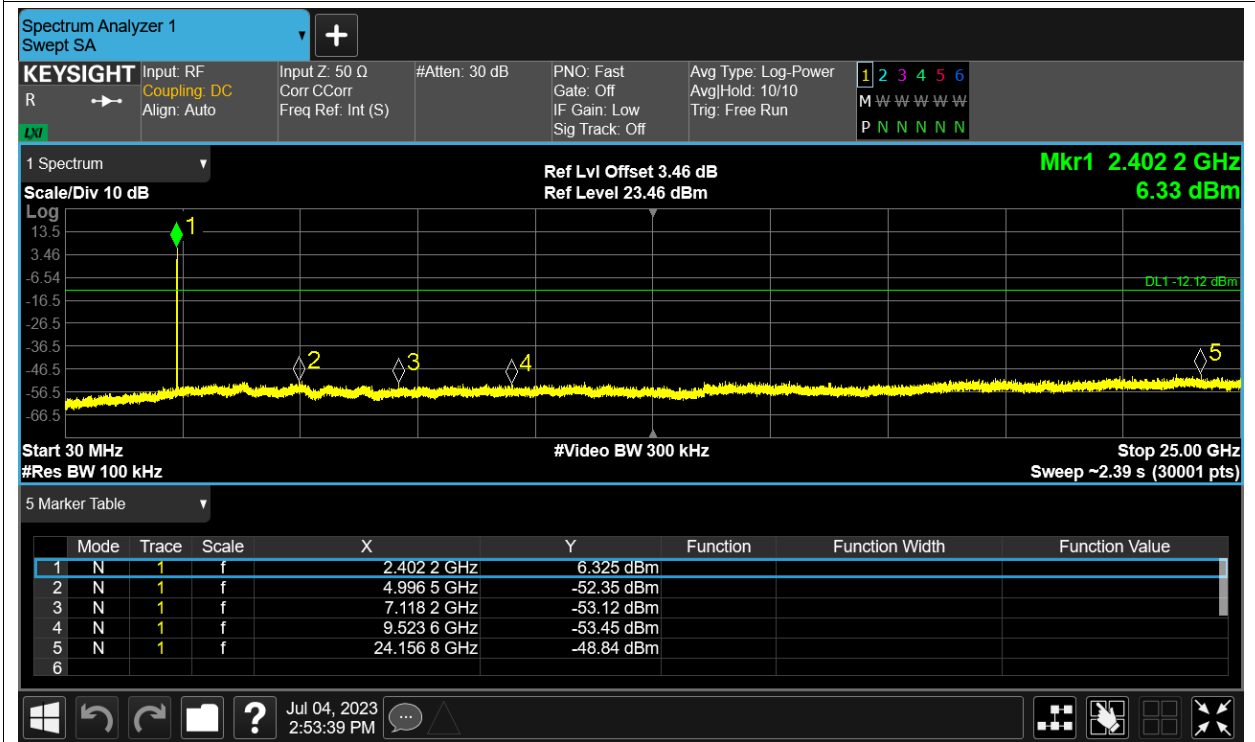 Spectrum Analyzer 1
Swept SA
KEYSIGHT
R
LXI
Input: RF
Coupling: DC
Align: Auto
Input Z: 50 Ω
Corr CCorr
Freq Ref: Int (S)
#Atten: 30 dB
PNO: Fast
Gate: Off
IF Gain: Low
Sig Track: Off
Avg Type: Log-Power
Avg|Hold: 10/10
Trig: Free Run
1 2 3 4 5 6
M W W W W W
P N N N N N
1 Spectrum
Scale/Div 10 dB
Ref Lvl Offset 3.46 dB
Ref Level 23.46 dBm
Mkr1 2.402 2 GHz
6.33 dBm
Log
13.5
3.46
-6.54
-16.5
-26.5
-36.5
-46.5
-56.5
-66.5
1
2
3
4
5
DL1 -12.12 dBm
Start 30 MHz
#Video BW 300 kHz
Stop 25.00 GHz
#Res BW 100 kHz
Sweep ~2.39 s (30001 pts)
5 Marker Table
Mode Trace Scale X Y Function Function Width Function Value
1 N 1 f 2.402 2 GHz 6.325 dBm
2 N 1 f 4.996 5 GHz -52.35 dBm
3 N 1 f 7.118 2 GHz -53.12 dBm
4 N 1 f 9.523 6 GHz -53.45 dBm
5 N 1 f 24.156 8 GHz -48.84 dBm
6
?
Jul 04, 2023
2:53:39 PM